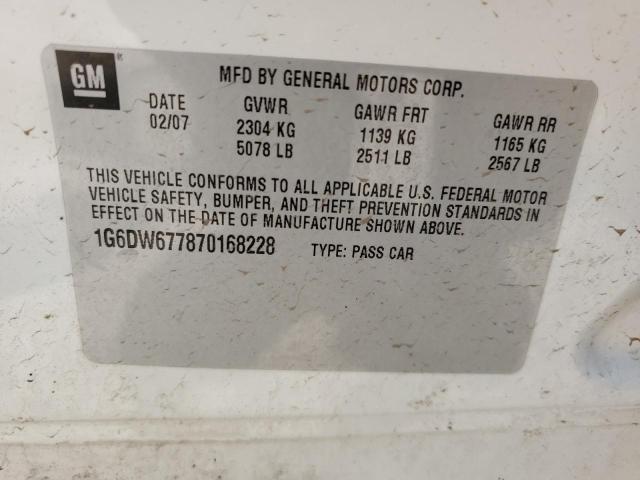 GM
MFD BY GENERAL MOTORS CORP.
DATE GVWR GAWR FRT GAWR RR
02/07 2304 KG 1139 KG 1165 KG
5078 LB 2511 LB 2567 LB
THIS VEHICLE CONFORMS TO ALL APPLICABLE U.S. FEDERAL MOTOR
VEHICLE SAFETY, BUMPER, AND THEFT PREVENTION STANDARDS IN
EFFECT ON THE DATE OF MANUFACTURE SHOWN ABOVE.
1G6DW677870168228 TYPE: PASS CAR